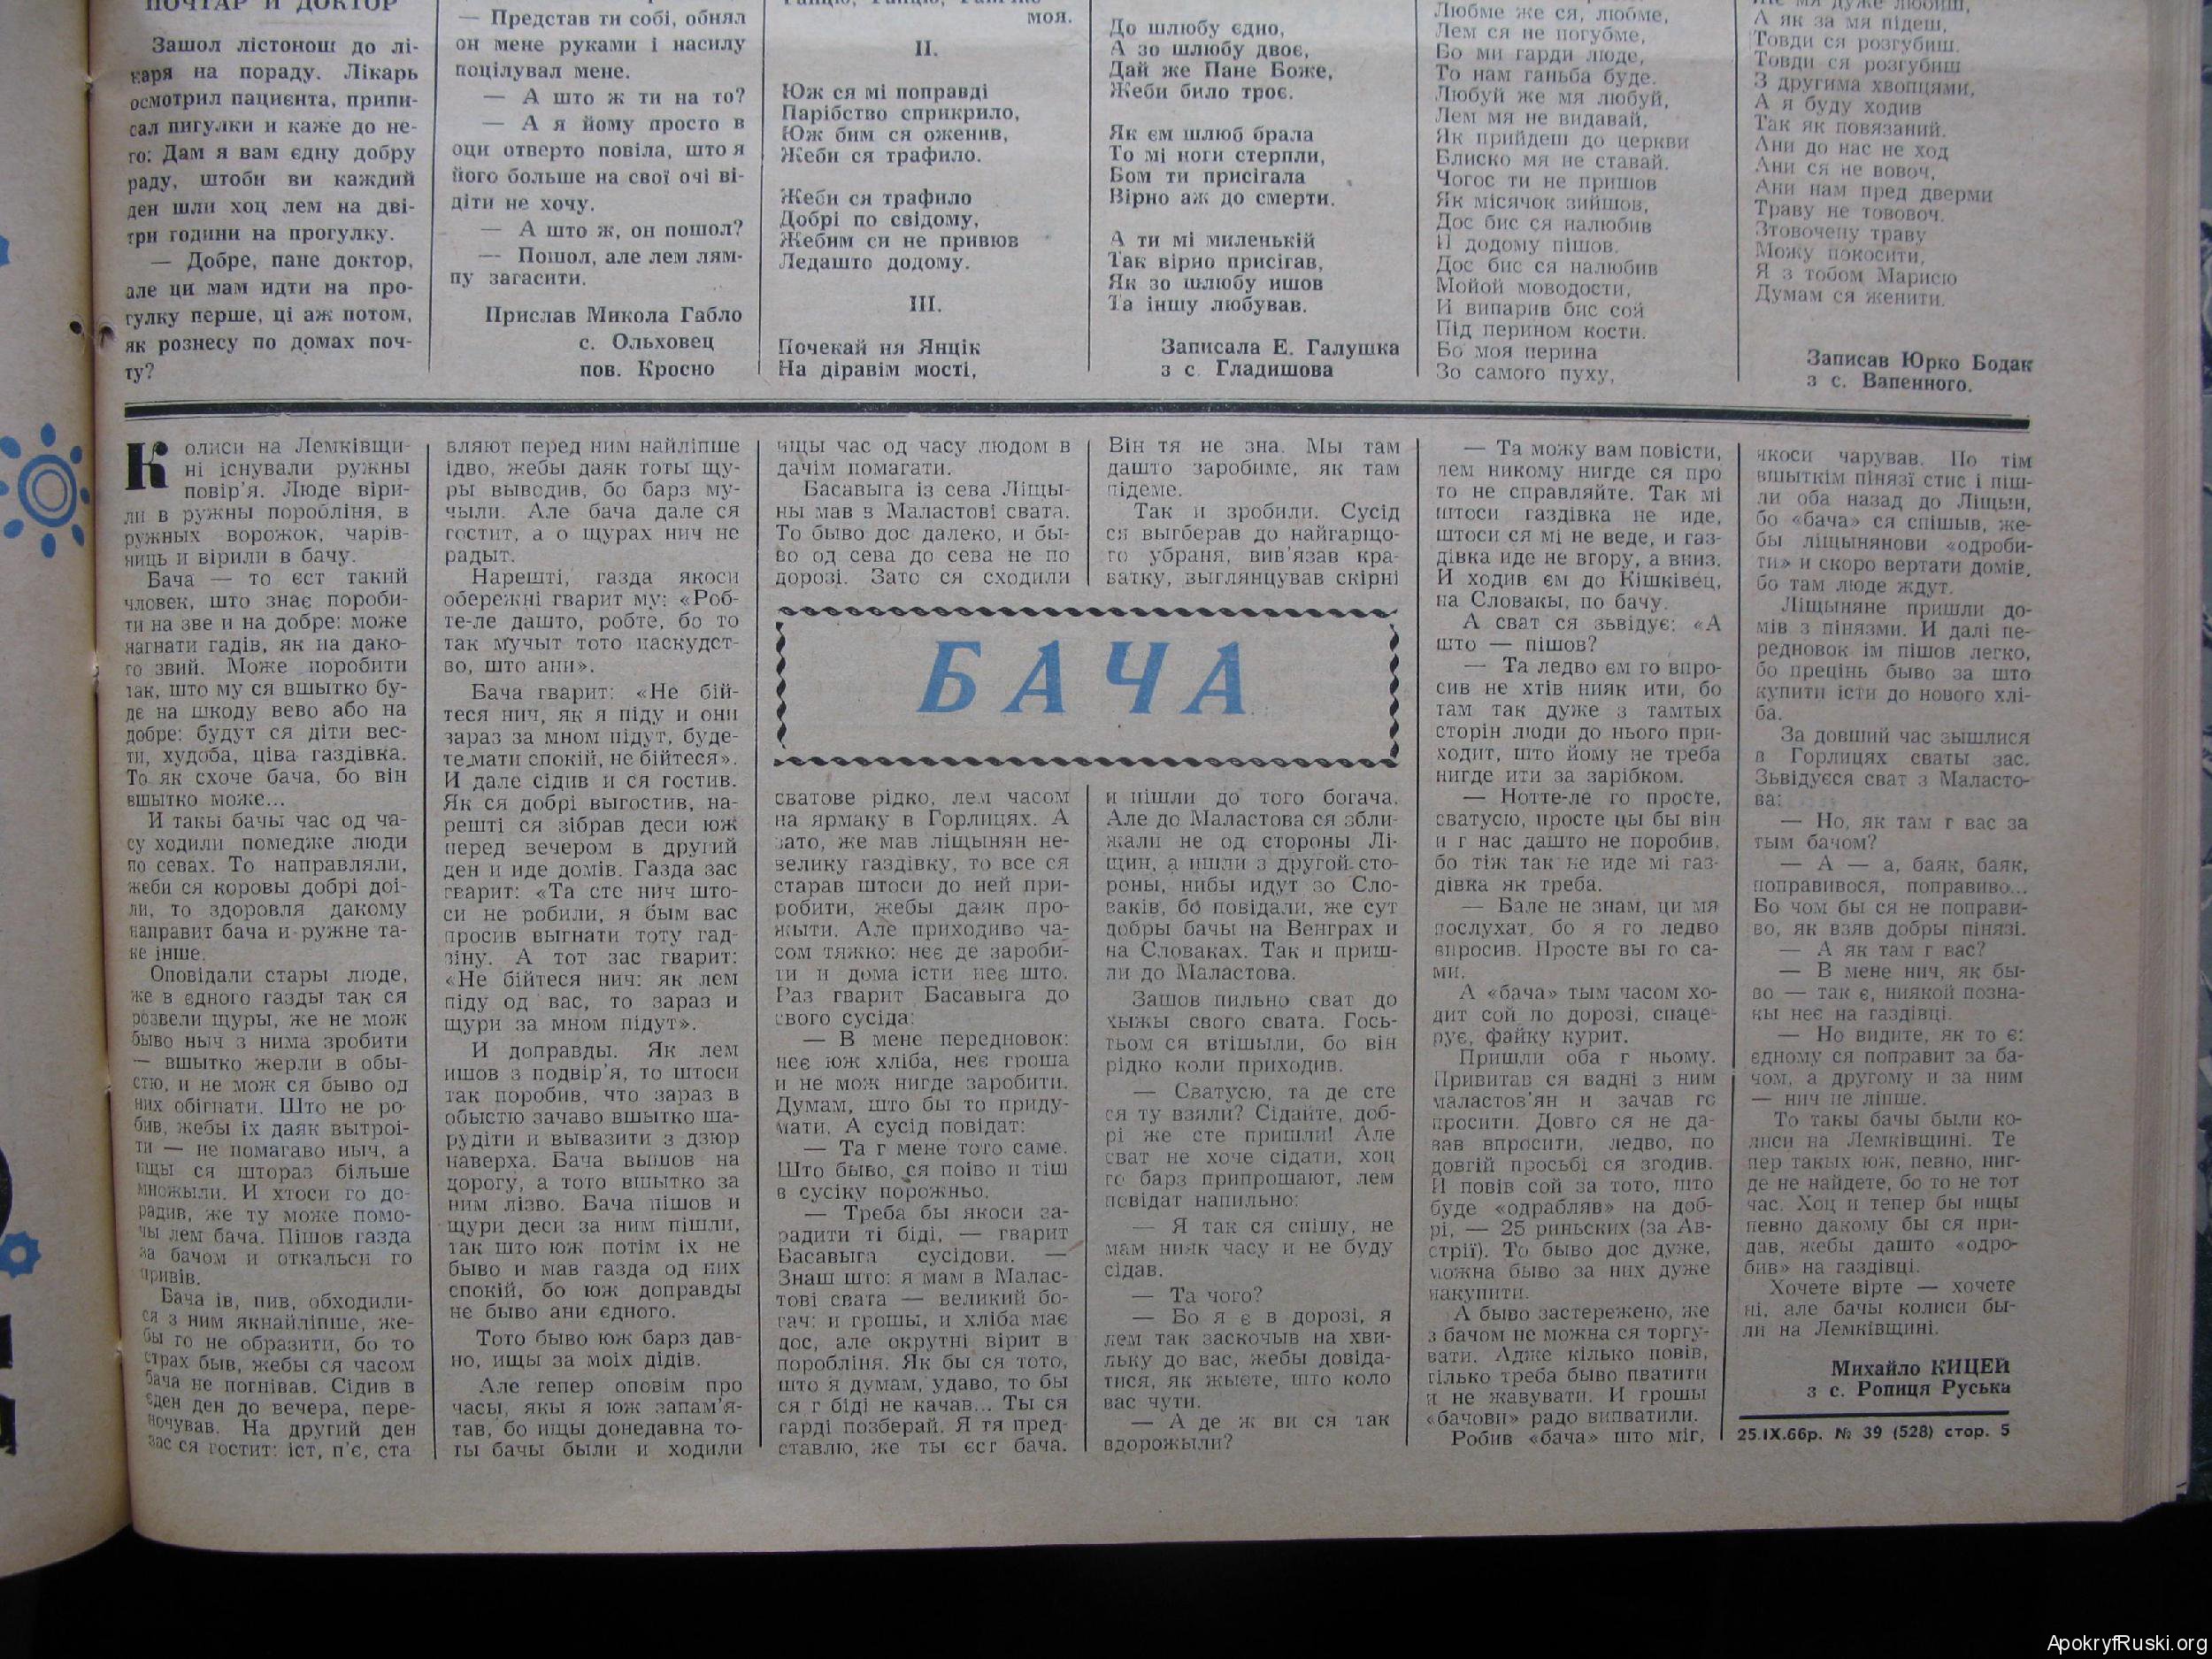 ПОЧТАР И ДОКТОР
Зашол лістонош до лі-
каря на пораду. Лікарь
осмотрил пацієнта, припи-
сал пигулки и каже до не-
го: Дам я вам єдну добру
раду, штоби ви каждий
ден шли хоц лем на дві-
три години на прогулку.
— Добре, пане доктор,
але ци мам идти на про-
гулку перше, ці аж потом,
як рознесу по домах поч-
ту?
— Представ ти собі, обнял
он мене руками і насилу
поцілувал мене.
— А што ж ти на то?
— А я йому просто в
оци отверто повіла, што я
його больше на свої очі ві-
діти не хочу.
— А што ж, он пошол?
— Пошол, але лем лям-
пу загасити.
Прислав Микола Габло
с. Ольховец
пов. Кросно
моя.
II.
Юж ся мі поправді
Парібство сприкрило,
Юж бим ся оженив,
Жеби ся трафило.
Жеби ся трафило
Добрі по свідому,
Жебим си не привюв
Ледашто додому.
III.
Почекай ня Янцік
На діравім мості,
До шлюбу єдно,
А зо шлюбу двоє,
Дай же Пане Боже,
Жеби било троє.
Як єм шлюб брала
То мі ноги стерпли,
Бом ти присігала
Вірно аж до смерти.
А ти мі миленькій
Так вірно присігав,
Як зо шлюбу ишов
Та іншу любував.
Записала Е. Галушка
з с. Гладишова
Любме же ся, любме,
Лем ся не погубме,
Бо ми гарди люде,
То нам ганьба буде.
Любуй же мя любуй,
Лем мя не видавай,
Як прийдеш до церкви
Блиско мя не ставай.
Чогос ти не пришов
Як місячок зийшов,
Дос бис ся налюбив
И додому пішов.
Дос бис ся налюбив
Мойой моводости,
И випарив бис сой
Під перином кости.
Бо моя перина
Зо самого пуху,
А як за мя підеш,
Товди ся розгубиш.
Товди ся розгубиш
З другима хвопцями,
А я буду ходив
Так як повязаний.
Ани до нас не ход
Ани ся не вовоч,
Ани нам пред дверми
Траву не тововоч.
Зтовочену траву
Можу покосити,
Я з тобом Марисю
Думам ся женити.
Записав Юрко Бодак
з с. Вапенного.
Колиси на Лемківщи-
ні існували ружны
повір'я. Люде віри-
ли в ружны поробліня, в
ружных ворожок, чарів-
ниць и вірили в бачу.
Бача — то єст такий
чловек, што знає пороби-
ти на зве и на добре: може
нагнати гадів, як на дако-
го звий. Може поробити
так, што му ся вшытко бу-
де на шкоду вево або на
добре: будут ся діти вес-
ти, худоба, ціва газдівка.
То як схоче бача, бо він
вшытко може...
И такы бачы час од ча-
су ходили помедже люди
по севах. То направляли,
жеби ся коровы добрі дої-
ли, то здоровля дакому
направит бача и ружне та-
ке інше.
Оповідали стары люде,
же в єдного газды так ся
розвели щуры, же не мож
быво ныч з нима зробити
— вшытко жерли в обы-
стю, и не мож ся быво од
них обігнати. Што не ро-
бив, жебы іх даяк вытрої-
ти — не помагаво ныч, а
ищы ся штораз більше
множыли. И хтоси го до-
радив, же ту може помо-
чы лем бача. Пішов газда
за бачом и откальси го
привів.
Бача ів, пив, обходили-
ся з ним якнайліпше, же-
бы го не образити, бо то
страх быв, жебы ся часом
бача не погнівав. Сідив в
єден ден до вечера, пере-
ночував. На другий ден
зас ся гостит: іст, п'є, ста
вляют перед ним найліпше
ідво, жебы даяк тоты щу-
ры выводив, бо барз му-
чыли. Але бача дале ся
гостит, а о щурах нич не
радыт.
Нарешті, газда якоси
обережні гварит му: «Роб-
те-ле дашто, робте, бо то
так мучыт тото паскудст-
во, што ани».
Бача гварит: «Не бій-
теся нич, як я піду и они
зараз за мном підут, буде-
те мати спокій, не бійтеся».
И дале сідив и ся гостив.
Як ся добрі выгостив, на-
решті ся зібрав деси юж
перед вечером в другий
ден и иде домів. Газда зас
гварит: «Та сте нич што-
си не робили, я бым вас
просив выгнати тоту гад-
зіну. А тот зас гварит:
«Не бійтеся нич: як лем
піду од вас, то зараз и
щури за мном підут».
И доправды. Як лем
ишов з подвір'я, то штоси
так поробив, что зараз в
обыстю зачаво вшытко ша-
рудіти и вывазити з дзюр
наверха. Бача вышов на
дорогу, а тото вшытко за
ним лізво. Бача пішов и
щури деси за ним пішли,
так што юж потім іх не
быво и мав газда од них
спокій, бо юж доправды
не быво ани єдного.
Тото быво юж барз дав-
но, ищы за моіх дідів.
Але тепер оповім про
часы, якы я юж запам'я-
тав, бо ищы донедавна то-
ты бачы были и ходили
ищы час од часу людом в
дачім помагати.
Басавыга із сева Ліщы-
ны мав в Маластові свата.
То быво дос далеко, и бы-
во од сева до сева не по
дорозі. Зато ся сходили
Він тя не зна. Мы там
дашто заробиме, як там
підеме.
Так и зробили. Сусід
ся выгберав до найгарщо-
го убраня, вив'язав кра-
ватку, выглянцував скірні
БАЧА
сватове рідко, лем часом
на ярмаку в Горлицях. А
зато, же мав ліщынян не-
велику газдівку, то все ся
старав штоси до ней при-
робити, жебы даяк про-
жыти. Але приходиво ча-
сом тяжко: неє де зароби-
ти и дома істи неє што.
Раз гварит Басавыга до
свого сусіда:
— В мене передновок:
неє юж хліба, неє гроша
и не мож нигде заробити.
Думам, што бы то приду-
мати. А сусід повідат:
— Та г мене того саме.
Што быво, ся поіво и тіш
в сусіку порожньо.
— Треба бы якоси за-
радити ті біді, — гварит
Басавыга сусідови. —
Знаш што: я мам в Малас-
тові свата — великий бо-
гач: и грошы, и хліба має
дос, але окрутні вірит в
поробліня. Як бы ся тото,
што я думам, удаво, то бы
ся г біді не качав... Ты ся
гарді позберай. Я тя пред-
ставлю, же ты єст бача.
и пішли до того богача.
Але до Маластова ся збли-
жали не од стороны Лі-
щин, а ишли з другой сто-
роны, нибы идут зо Сло-
ваків, бо повідали, же сут
добры бачы на Венграх и
на Словаках. Так и приш-
ли до Маластова.
Зашов пильно сват до
хыжы свого свата. Гось-
тьом ся втішыли, бо він
рідко коли приходив.
— Сватусю, та де сте
ся ту взяли? Сідайте, доб-
рі же сте пришли! Але
сват не хоче сідати, хоц
го барз припрошают, лем
повідат напильно:
— Я так ся спішу, не
мам нияк часу и не буду
сідав.
— Та чого?
— Бо я є в дорозі, я
лем так заскочыв на хви-
льку до вас, жебы довіда-
тися, як жыєте, што коло
вас чути.
— А де ж ви ся так
вдорожыли?
— Та можу вам повісти,
лем никому нигде ся про
то не справляйте. Так мі
штоси газдівка не иде,
штоси ся мі не веде, и газ-
дівка иде не вгору, а вниз.
И ходив єм до Кішківец,
на Словакы, по бачу.
А сват ся зьвідує: «А
што — пішов?
— Та ледво єм го впро-
сив не хтів нияк ити, бо
там так дуже з тамтых
сторін люди до нього при-
ходит, што йому не треба
нигде ити за зарібком.
— Нотте-ле го просте,
сватусю, просте цы бы він
и г нас дашто не поробив,
бо тіж так не иде мі газ-
дівка як треба.
— Бале не знам, ци мя
послухат, бо я го ледво
впросив. Просте вы го са-
ми.
А «бача» тым часом хо-
дит сой по дорозі, спаце-
рує, файку курит.
Пришли оба г ньому.
Привитав ся вадні з ним
маластов'ян и зачав го
просити. Довго ся не да-
вав впросити, ледво, по
довгій просьбі ся згодив.
И повів сой за тото, што
буде «одрабляв» на доб-
рі, — 25 риньских (за Ав-
стрії). То быво дос дуже,
можна быво за них дуже
накупити.
А быво застережено, же
з бачом не можна ся торгу-
вати. Адже кілько повів,
тілько треба быво пватити
и не жавувати. И грошы
«бачови» радо випватили.
Робив «бача» што міг,
якоси чарував. По тім
вшыткім пінязі стис і піш-
ли оба назад до Ліщын,
бо «бача» ся спішыв, же-
бы ліщынянови «одроби-
ти» и скоро вертати домів,
бо там люде ждут.
Ліщыняне пришли до-
мів з пінязми. И далі пе-
редновок ім пішов легко,
бо прецінь быво за што
купити істи до нового хлі-
ба.
За довший час зышлися
в Горлицях сваты зас.
Зьвідуєся сват з Маласто-
ва:
— Но, як там г вас за
тым бачом?
— А — а, баяк, баяк,
поправивося, поправиво...
Бо чом бы ся не поправи-
во, як взяв добры пінязі.
— А як там г вас?
— В мене нич, як бы-
во — так є, ниякой позна-
кы неє на газдівці.
— Но видите, як то є:
єдному ся поправит за ба-
чом, а другому и за ним
— нич не ліпше.
То такы бачы были ко-
лиси на Лемківщині. Те
пер таких юж, певно, ниг-
де не найдете, бо то не тот
час. Хоц и тепер бы ищы
певно дакому бы ся при-
дав, жебы дашто «одро-
бив» на газдівці.
Хочете вірте — хочете
ні, але бачы колиси бы-
ли на Лемківщині.
Михайло КИЦЕЙ
з с. Ропиця Руська
25.IX.66р. № 39 (528) стор. 5
ApokryfRuski.org